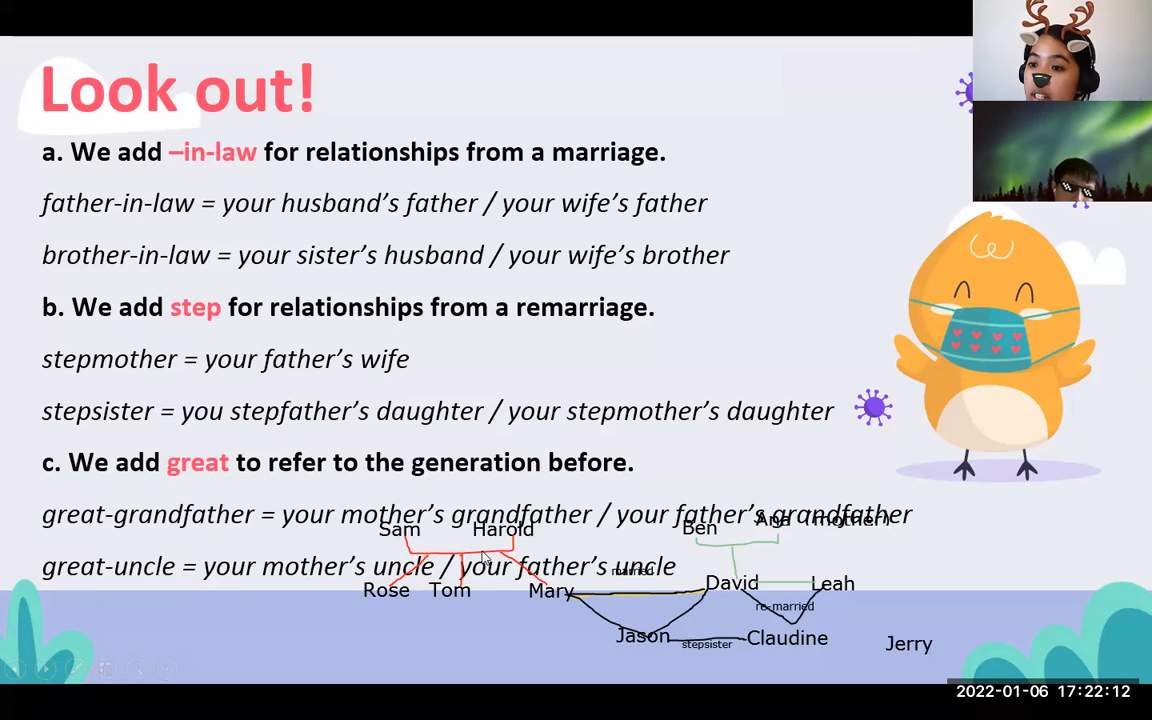 Look out!
a. We add –in-law for relationships from a marriage.
father-in-law = your husband's father / your wife's father
brother-in-law = your sister's husband / your wife's brother
b. We add step for relationships from a remarriage.
stepmother = your father's wife
stepsister = you stepfather's daughter / your stepmother's daughter
c. We add great to refer to the generation before.
great-grandfather = your mother's grandfather / your father's grandfather
Sam Harold Ben Ana (mother)
great-uncle = your mother's uncle / your father's uncle
married
Rose Tom Mary David Leah
re-married
Jason stepsister Claudine Jerry
2022-01-06 17:22:12